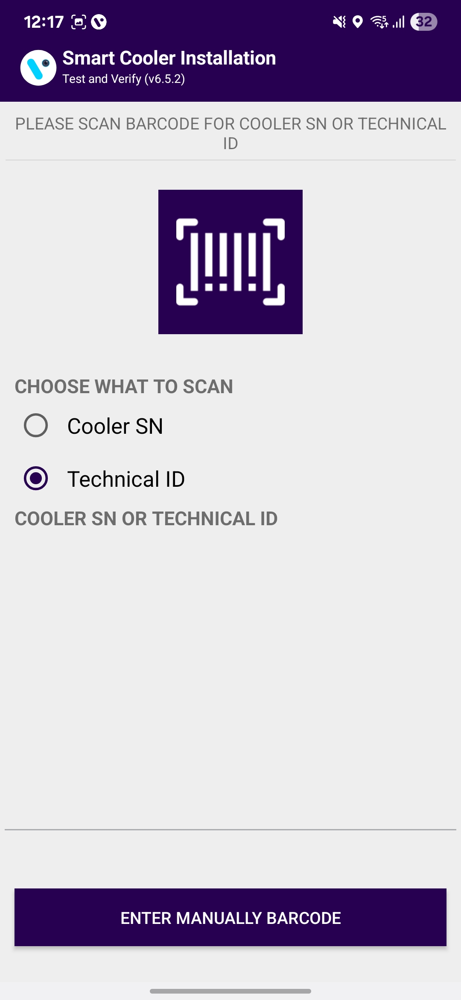 12:17
5
32
Smart Cooler Installation
Test and Verify (v6.5.2)
PLEASE SCAN BARCODE FOR COOLER SN OR TECHNICAL
ID
CHOOSE WHAT TO SCAN
Cooler SN
Technical ID
COOLER SN OR TECHNICAL ID
ENTER MANUALLY BARCODE